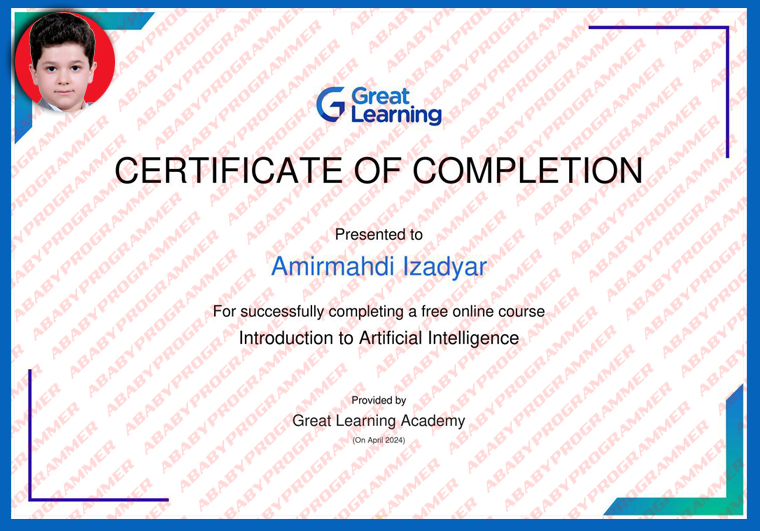 Great
Learning
CERTIFICATE OF COMPLETION
Presented to
Amirmahdi Izadyar
For successfully completing a free online course
Introduction to Artificial Intelligence
Provided by
Great Learning Academy
(On April 2024)
ABABYPROGRAMMER